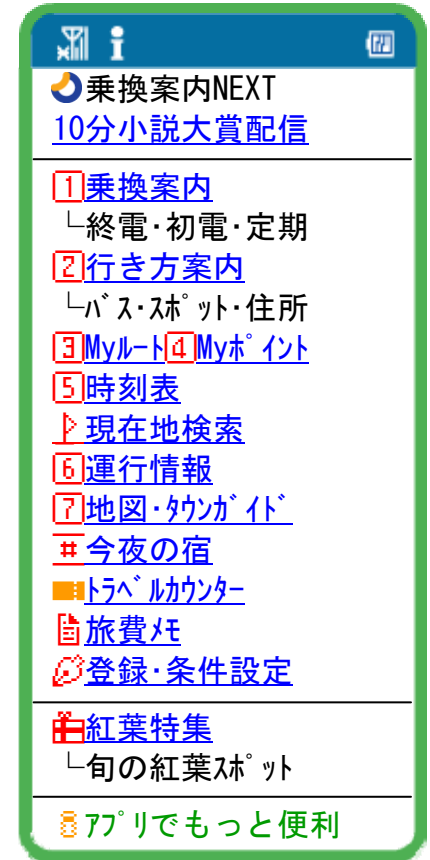 乗換案内NEXT
10分小説大賞配信
1乗換案内
└終電・初電・定期
2行き方案内
└ﾊﾞｽ・ｽﾎﾟｯﾄ・住所
3Myﾙｰﾄ4Myﾎﾟｲﾝﾄ
5時刻表
現在地検索
6運行情報
7地図・ﾀｳﾝｶﾞｲﾄﾞ
#今夜の宿
ﾄﾗﾍﾞﾙｶｳﾝﾀｰ
旅費ﾒﾓ
登録・条件設定
紅葉特集
└旬の紅葉ｽﾎﾟｯﾄ
ｱﾌﾟﾘでもっと便利